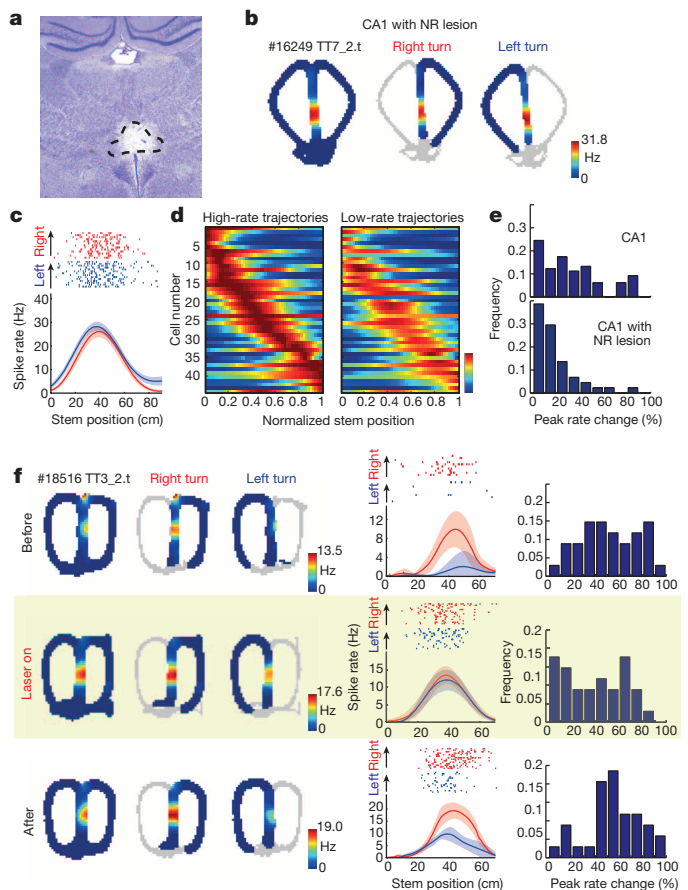 a
b
CA1 with NR lesion
#16249 TT7_2.t
Right turn
Left turn
31.8
Hz
0
c
Right
Left
40
30
20
10
0
Spike rate (Hz)
0 20 40 60 80
Stem position (cm)
d
High-rate trajectories
Low-rate trajectories
Cell number
5
10
15
20
25
30
35
40
0 0.2 0.4 0.6 0.8 1
0 0.2 0.4 0.6 0.8 1
Normalized stem position
e
CA1
0.3
0.2
0.1
0
Frequency
CA1 with
NR lesion
0.3
0.2
0.1
0
0 20 40 60 80 100
Peak rate change (%)
f
#18516 TT3_2.t
Right turn
Left turn
Before
13.5
Hz
0
Right
Left
12
8
4
0
0 20 40 60
0.2
0.15
0.1
0.05
0 20 40 60 80 100
Laser on
17.6
Hz
0
Right
Left
Spike rate (Hz)
15
10
5
0
0 20 40 60
Frequency
0.2
0.15
0.1
0.05
0
0 20 40 60 80 100
After
19.0
Hz
0
Right
Left
20
15
10
5
0
0 20 40 60
Stem position (cm)
0.2
0.15
0.1
0.05
0
0 20 40 60 80 100
Peak rate change (%)